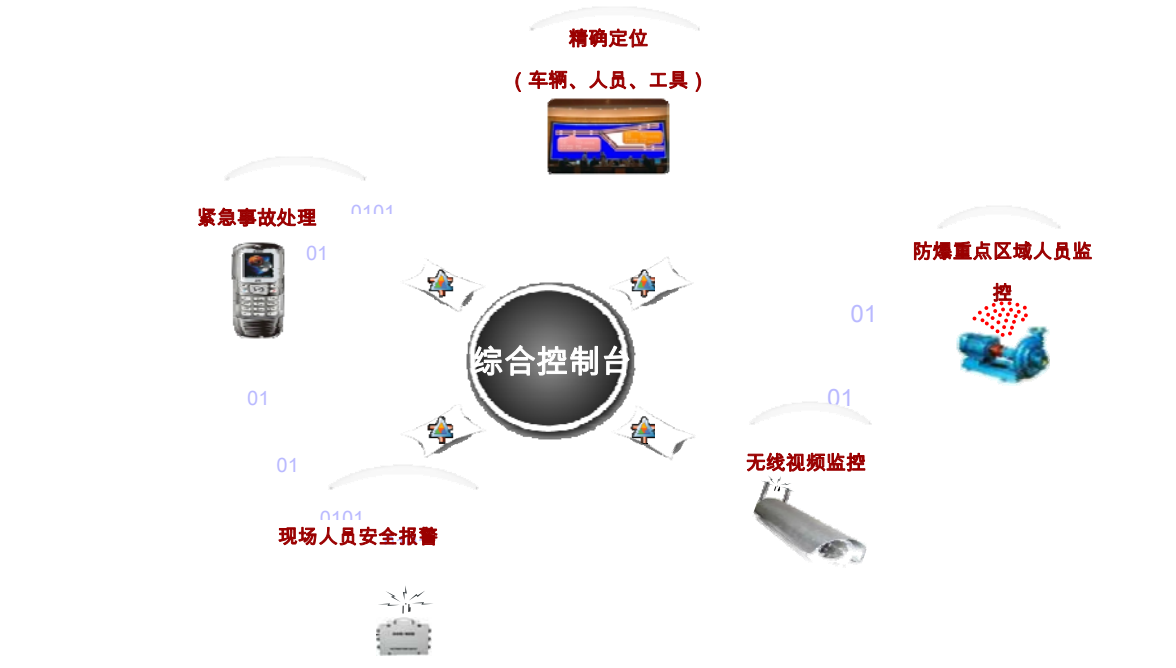 精确定位
（车辆、人员、工具）
紧急事故处理
0101
01
防爆重点区域人员监
控
01
综合控制台
01
01
无线视频监控
01
0101
现场人员安全报警